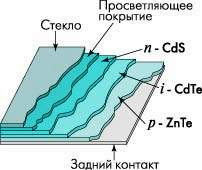 Просветляющее
покрытие
Стекло
n - CdS
i - CdTe
p - ZnTe
Задний контакт